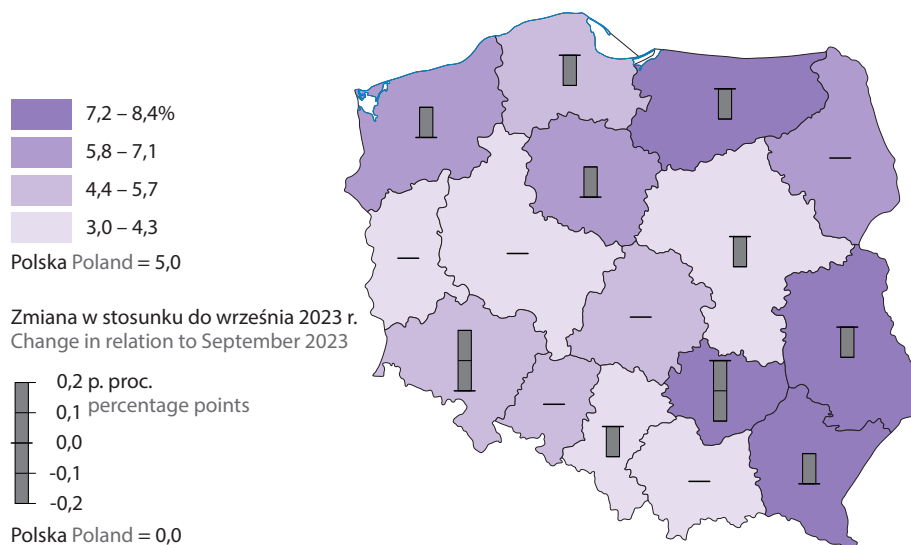 7,2 – 8,4%
5,8 – 7,1
4,4 – 5,7
3,0 – 4,3
Polska Poland = 5,0
Zmiana w stosunku do września 2023 r.
Change in relation to September 2023
0,2 p. proc.
0,1 percentage points
0,0
-0,1
-0,2
Polska Poland = 0,0